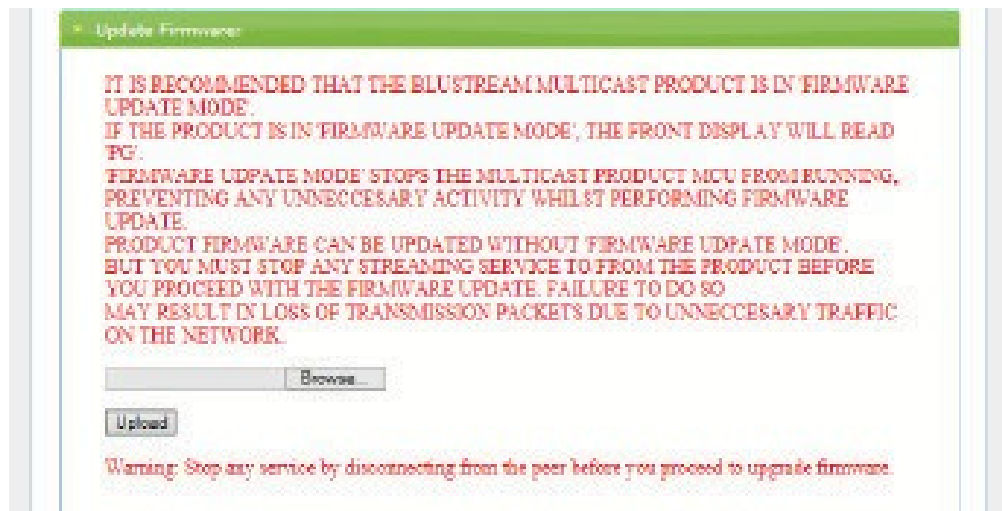 Update Firmware:
IT IS RECOMMENDED THAT THE BLUSTREAM MULTICAST PRODUCT IS IN 'FIRMWARE
UPDATE MODE'.
IF THE PRODUCT IS IN 'FIRMWARE UPDATE MODE', THE FRONT DISPLAY WILL READ
'PG'.
'FIRMWARE UDPATE MODE' STOPS THE MULTICAST PRODUCT MCU FROM RUNNING,
PREVENTING ANY UNNECCESARY ACTIVITY WHILST PERFORMING FIRMWARE
UPDATE.
PRODUCT FIRMWARE CAN BE UPDATED WITHOUT 'FIRMWARE UDPATE MODE'.
BUT YOU MUST STOP ANY STREAMING SERVICE TO FROM THE PRODUCT BEFORE
YOU PROCEED WITH THE FIRMWARE UPDATE. FAILURE TO DO SO
MAY RESULT IN LOSS OF TRANSMISSION PACKETS DUE TO UNNECCESARY TRAFFIC
ON THE NETWORK.
Browse...
Upload
Warning: Stop any service by disconnecting from the peer before you proceed to upgrade firmware.